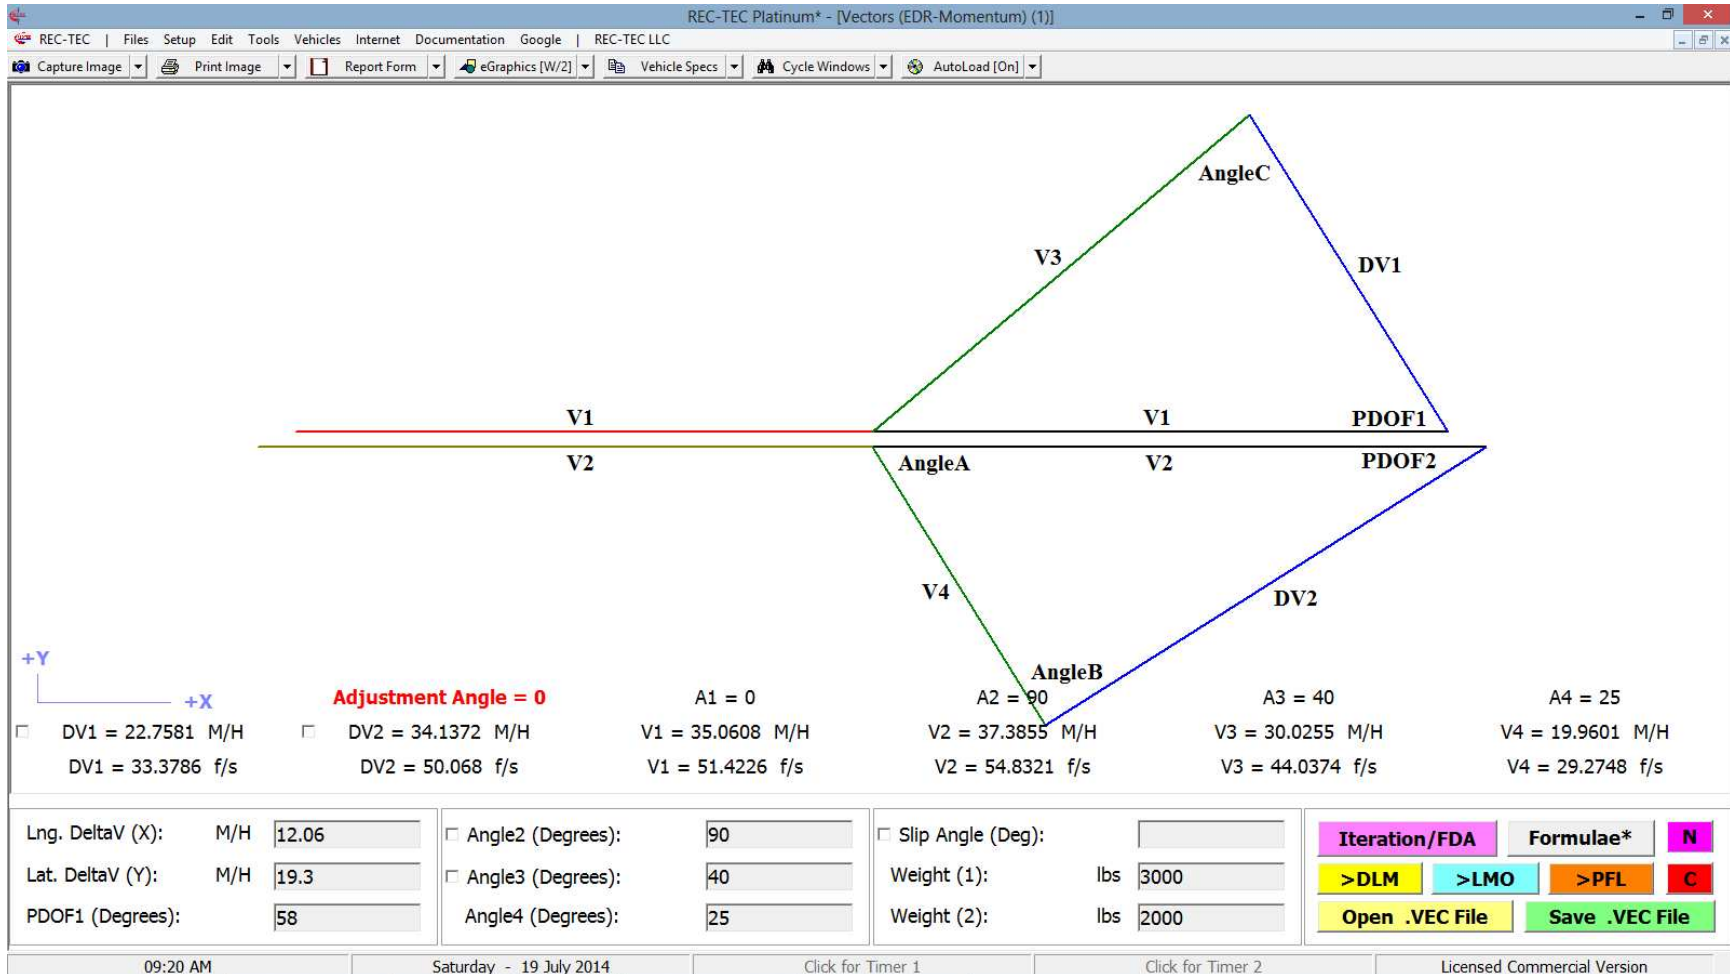 REC-TEC Platinum* - [Vectors (EDR-Momentum) (1)]
REC-TEC | Files Setup Edit Tools Vehicles Internet Documentation Google | REC-TEC LLC
Capture Image Print Image Report Form eGraphics [W/2] Vehicle Specs Cycle Windows AutoLoad [On]
AngleC
V3
DV1
V1 V1 PDOF1
V2 AngleA V2 PDOF2
V4
DV2
AngleB
+Y
+X
Adjustment Angle = 0 A1 = 0 A2 = 90 A3 = 40 A4 = 25
DV1 = 22.7581 M/H DV2 = 34.1372 M/H V1 = 35.0608 M/H V2 = 37.3855 M/H V3 = 30.0255 M/H V4 = 19.9601 M/H
DV1 = 33.3786 f/s DV2 = 50.068 f/s V1 = 51.4226 f/s V2 = 54.8321 f/s V3 = 44.0374 f/s V4 = 29.2748 f/s
Lng. DeltaV (X): M/H 12.06 Angle2 (Degrees): 90 Slip Angle (Deg): Iteration/FDA Formulae* N
Lat. DeltaV (Y): M/H 19.3 Angle3 (Degrees): 40 Weight (1): lbs 3000 >DLM >LMO >PFL C
PDOF1 (Degrees): 58 Angle4 (Degrees): 25 Weight (2): lbs 2000 Open .VEC File Save .VEC File
09:20 AM Saturday - 19 July 2014 Click for Timer 1 Click for Timer 2 Licensed Commercial Version